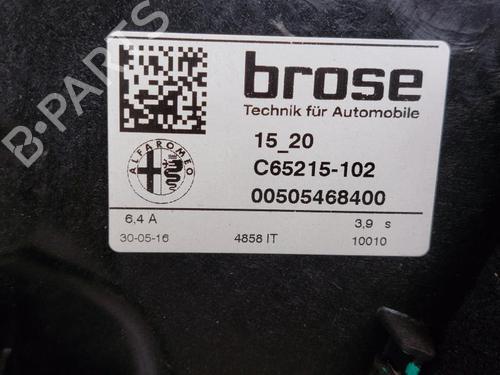 B-PARTS
brose
Technik für Automobile
15_20
C65215-102
00505468400
ALFA ROMEO
6,4 A
3,9 s
30-05-16
4858 IT
10010